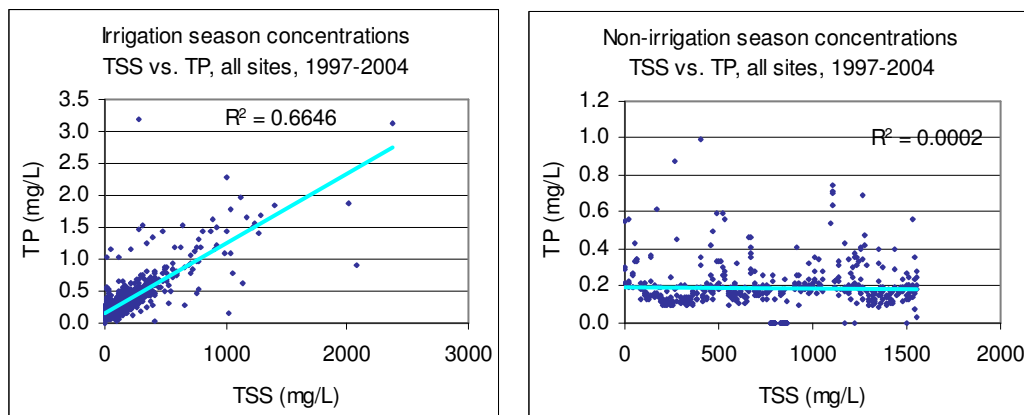 Irrigation season concentrations
TSS vs. TP, all sites, 1997-2004
R² = 0.6646
TP (mg/L)
3.5
3.0
2.5
2.0
1.5
1.0
0.5
0.0
0 1000 2000 3000
TSS (mg/L)
Non-irrigation season concentrations
TSS vs. TP, all sites, 1997-2004
R² = 0.0002
TP (mg/L)
1.2
1.0
0.8
0.6
0.4
0.2
0.0
0 500 1000 1500 2000
TSS (mg/L)